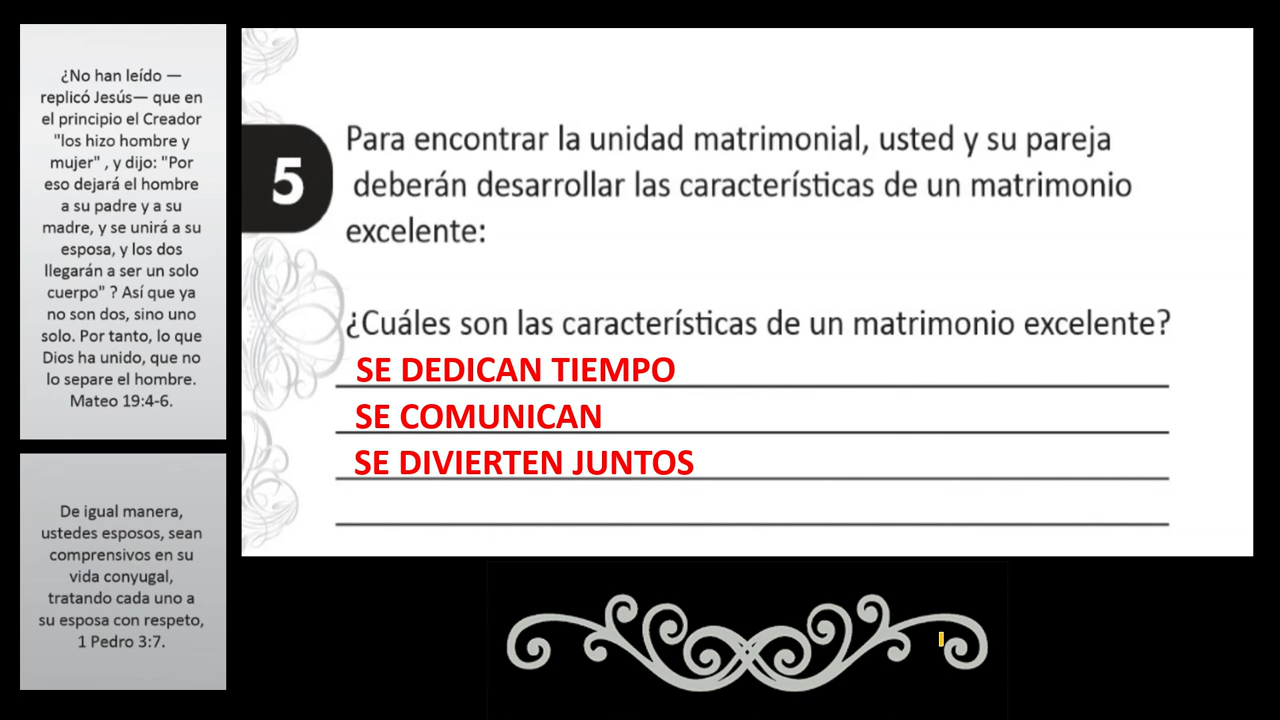 ¿No han leído —
replicó Jesús— que en
el principio el Creador
"los hizo hombre y
mujer" , y dijo: "Por
eso dejará el hombre
a su padre y a su
madre, y se unirá a su
esposa, y los dos
llegarán a ser un solo
cuerpo" ? Así que ya
no son dos, sino uno
solo. Por tanto, lo que
Dios ha unido, que no
lo separe el hombre.
Mateo 19:4-6.
De igual manera,
ustedes esposos, sean
comprensivos en su
vida conyugal,
tratando cada uno a
su esposa con respeto,
1 Pedro 3:7.
5
Para encontrar la unidad matrimonial, usted y su pareja
deberán desarrollar las características de un matrimonio
excelente:
¿Cuáles son las características de un matrimonio excelente?
SE DEDICAN TIEMPO
SE COMUNICAN
SE DIVIERTEN JUNTOS